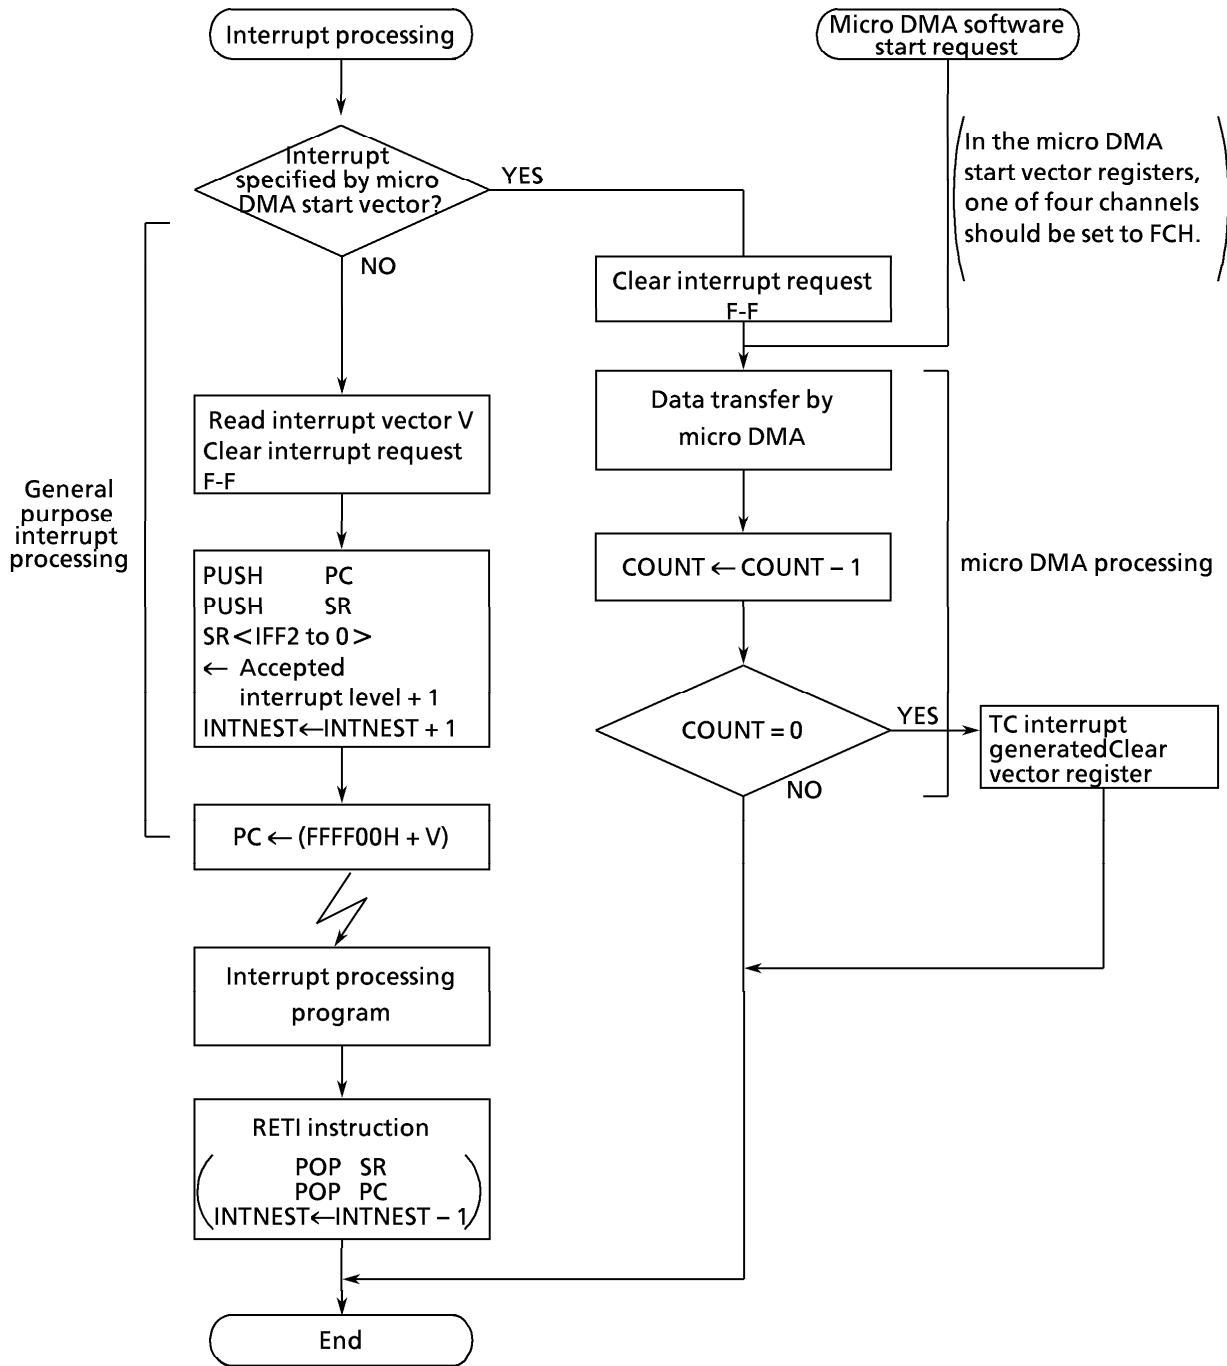 Interrupt processing
Micro DMA software
start request
Interrupt
specified by micro
DMA start vector?
YES
NO
In the micro DMA
start vector registers,
one of four channels
should be set to FCH.
Clear interrupt request
F-F
Read interrupt vector V
Clear interrupt request
F-F
General
purpose
interrupt
processing
PUSH PC
PUSH SR
SR<IFF2 to 0>
← Accepted
interrupt level + 1
INTNEST←INTNEST + 1
PC ← (FFFF00H + V)
Interrupt processing
program
RETI instruction
(POP SR
POP PC
INTNEST←INTNEST – 1)
End
Data transfer by
micro DMA
COUNT ← COUNT – 1
micro DMA processing
COUNT = 0
YES
NO
TC interrupt
generatedClear
vector register